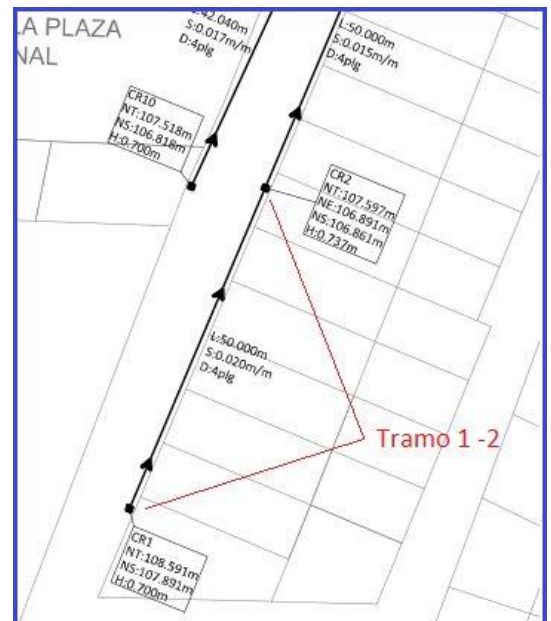 LA PLAZA
NAL
L:42.040m
S:0.017m/m
D:4plg
L:50.000m
S:0.015m/m
D:4plg
CR10
NT:107.518m
NS:106.818m
H:0.700m
CR2
NT:107.597m
NE:106.891m
NS:106.861m
H:0.737m
L:50.000m
S:0.020m/m
D:4plg
Tramo 1 -2
CR1
NT:108.591m
NS:107.891m
H:0.700m